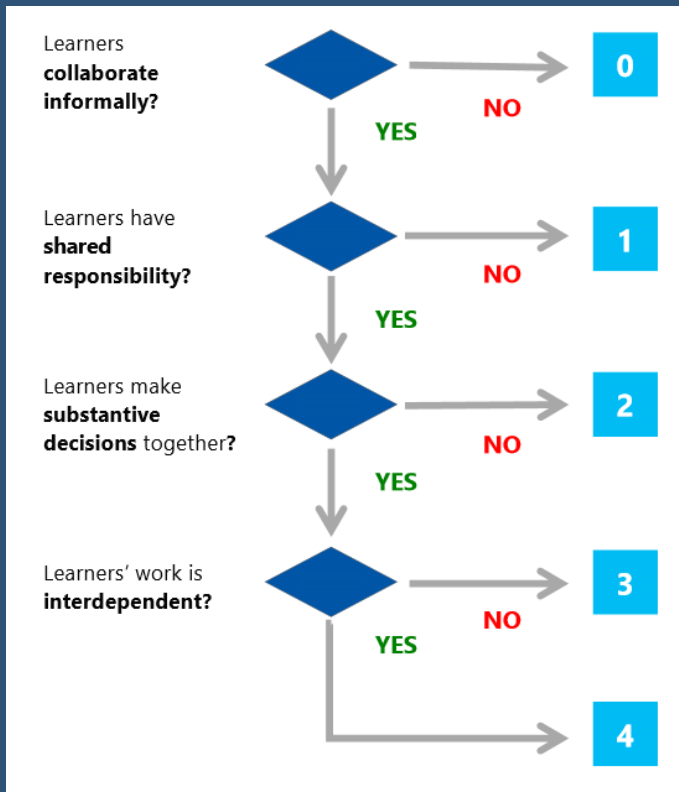 Learners
collaborate
informally?
0
NO
YES
Learners have
shared
responsibility?
1
NO
YES
Learners make
substantive
decisions together?
2
NO
YES
Learners’ work is
interdependent?
3
NO
YES
4